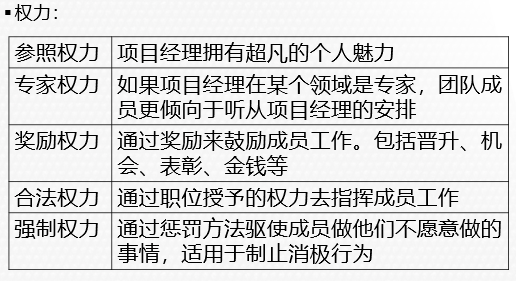 ▪权力：
参照权力 项目经理拥有超凡的个人魅力
专家权力 如果项目经理在某个领域是专家，团队成
员更倾向于听从项目经理的安排
奖励权力 通过奖励来鼓励成员工作。包括晋升、机
会、表彰、金钱等
合法权力 通过职位授予的权力去指挥成员工作
强制权力 通过惩罚方法驱使成员做他们不愿意做的
事情，适用于制止消极行为